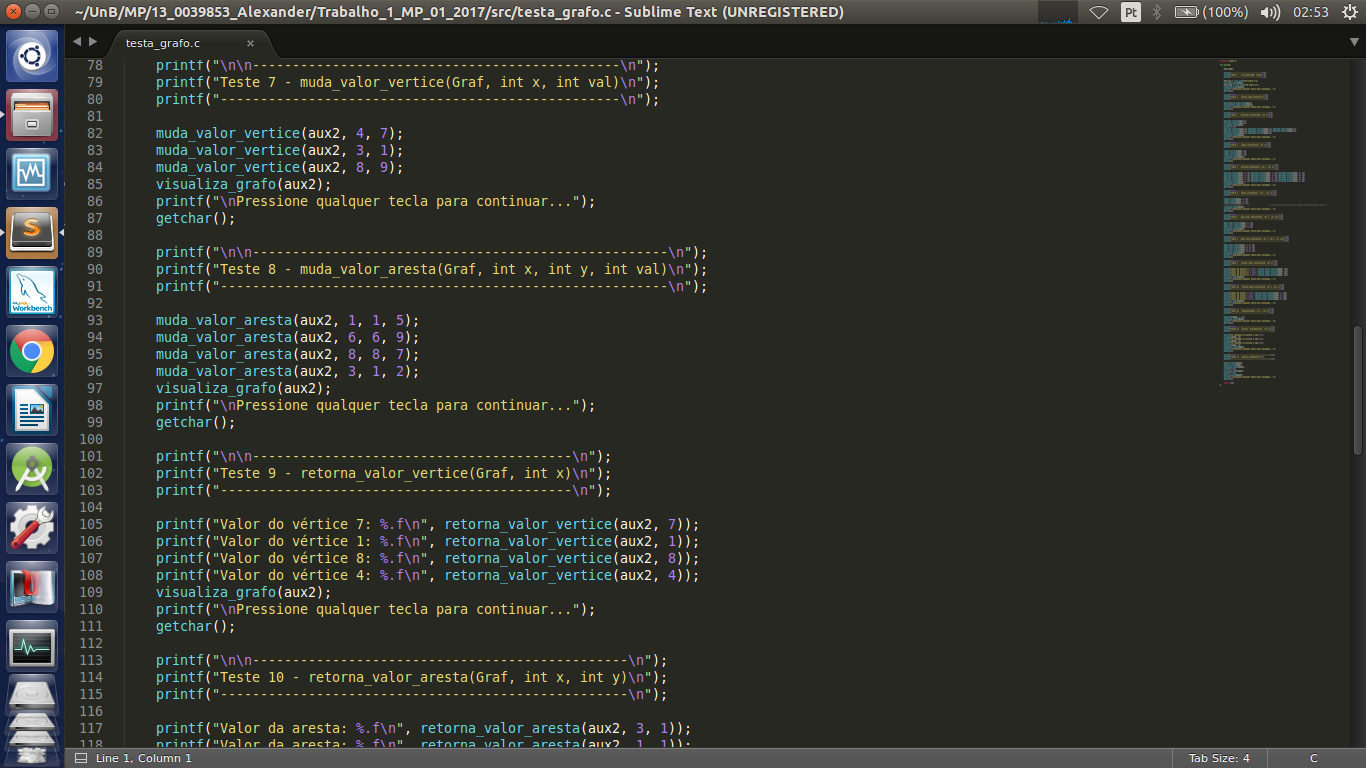 ~/UnB/MP/13_0039853_Alexander/Trabalho_1_MP_01_2017/src/testa_grafo.c - Sublime Text (UNREGISTERED)
Pt
(100%)
02:53
testa_grafo.c
78 printf("\n\n----------------------------------------------\n");
79 printf("Teste 7 - muda_valor_vertice(Graf, int x, int val)\n");
80 printf("--------------------------------------------------\n");
81
82 muda_valor_vertice(aux2, 4, 7);
83 muda_valor_vertice(aux2, 3, 1);
84 muda_valor_vertice(aux2, 8, 9);
85 visualiza_grafo(aux2);
86 printf("\nPressione qualquer tecla para continuar...");
87 getchar();
88
89 printf("\n\n----------------------------------------------------\n");
90 printf("Teste 8 - muda_valor_aresta(Graf, int x, int y, int val)\n");
91 printf("--------------------------------------------------------\n");
92
93 muda_valor_aresta(aux2, 1, 1, 5);
94 muda_valor_aresta(aux2, 6, 6, 9);
95 muda_valor_aresta(aux2, 8, 8, 7);
96 muda_valor_aresta(aux2, 3, 1, 2);
97 visualiza_grafo(aux2);
98 printf("\nPressione qualquer tecla para continuar...");
99 getchar();
100
101 printf("\n\n----------------------------------------\n");
102 printf("Teste 9 - retorna_valor_vertice(Graf, int x)\n");
103 printf("--------------------------------------------\n");
104
105 printf("Valor do vértice 7: %.f\n", retorna_valor_vertice(aux2, 7));
106 printf("Valor do vértice 1: %.f\n", retorna_valor_vertice(aux2, 1));
107 printf("Valor do vértice 8: %.f\n", retorna_valor_vertice(aux2, 8));
108 printf("Valor do vértice 4: %.f\n", retorna_valor_vertice(aux2, 4));
109 visualiza_grafo(aux2);
110 printf("\nPressione qualquer tecla para continuar...");
111 getchar();
112
113 printf("\n\n-----------------------------------------------\n");
114 printf("Teste 10 - retorna_valor_aresta(Graf, int x, int y)\n");
115 printf("---------------------------------------------------\n");
116
117 printf("Valor da aresta: %.f\n", retorna_valor_aresta(aux2, 3, 1));
118 printf("Valor da aresta: %.f\n", retorna_valor_aresta(aux2, 1, 1));
Workbench
Line 1, Column 1
Tab Size: 4
C